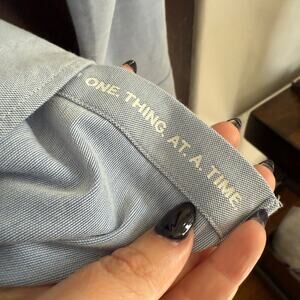 ONE. THING. AT. A. TIME.